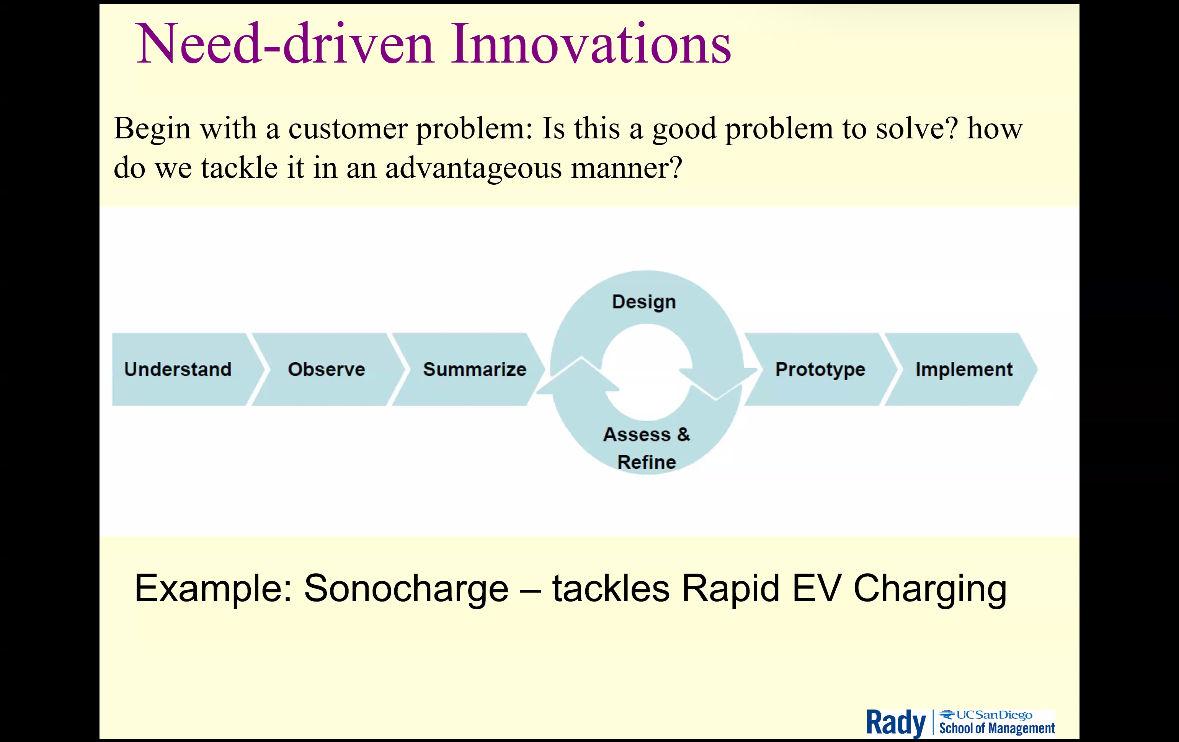 Need-driven Innovations
Begin with a customer problem: Is this a good problem to solve? how
do we tackle it in an advantageous manner?
Design
Understand
Observe
Summarize
Prototype
Implement
Assess &
Refine
Example: Sonocharge – tackles Rapid EV Charging
Rady
UC San Diego
School of Management